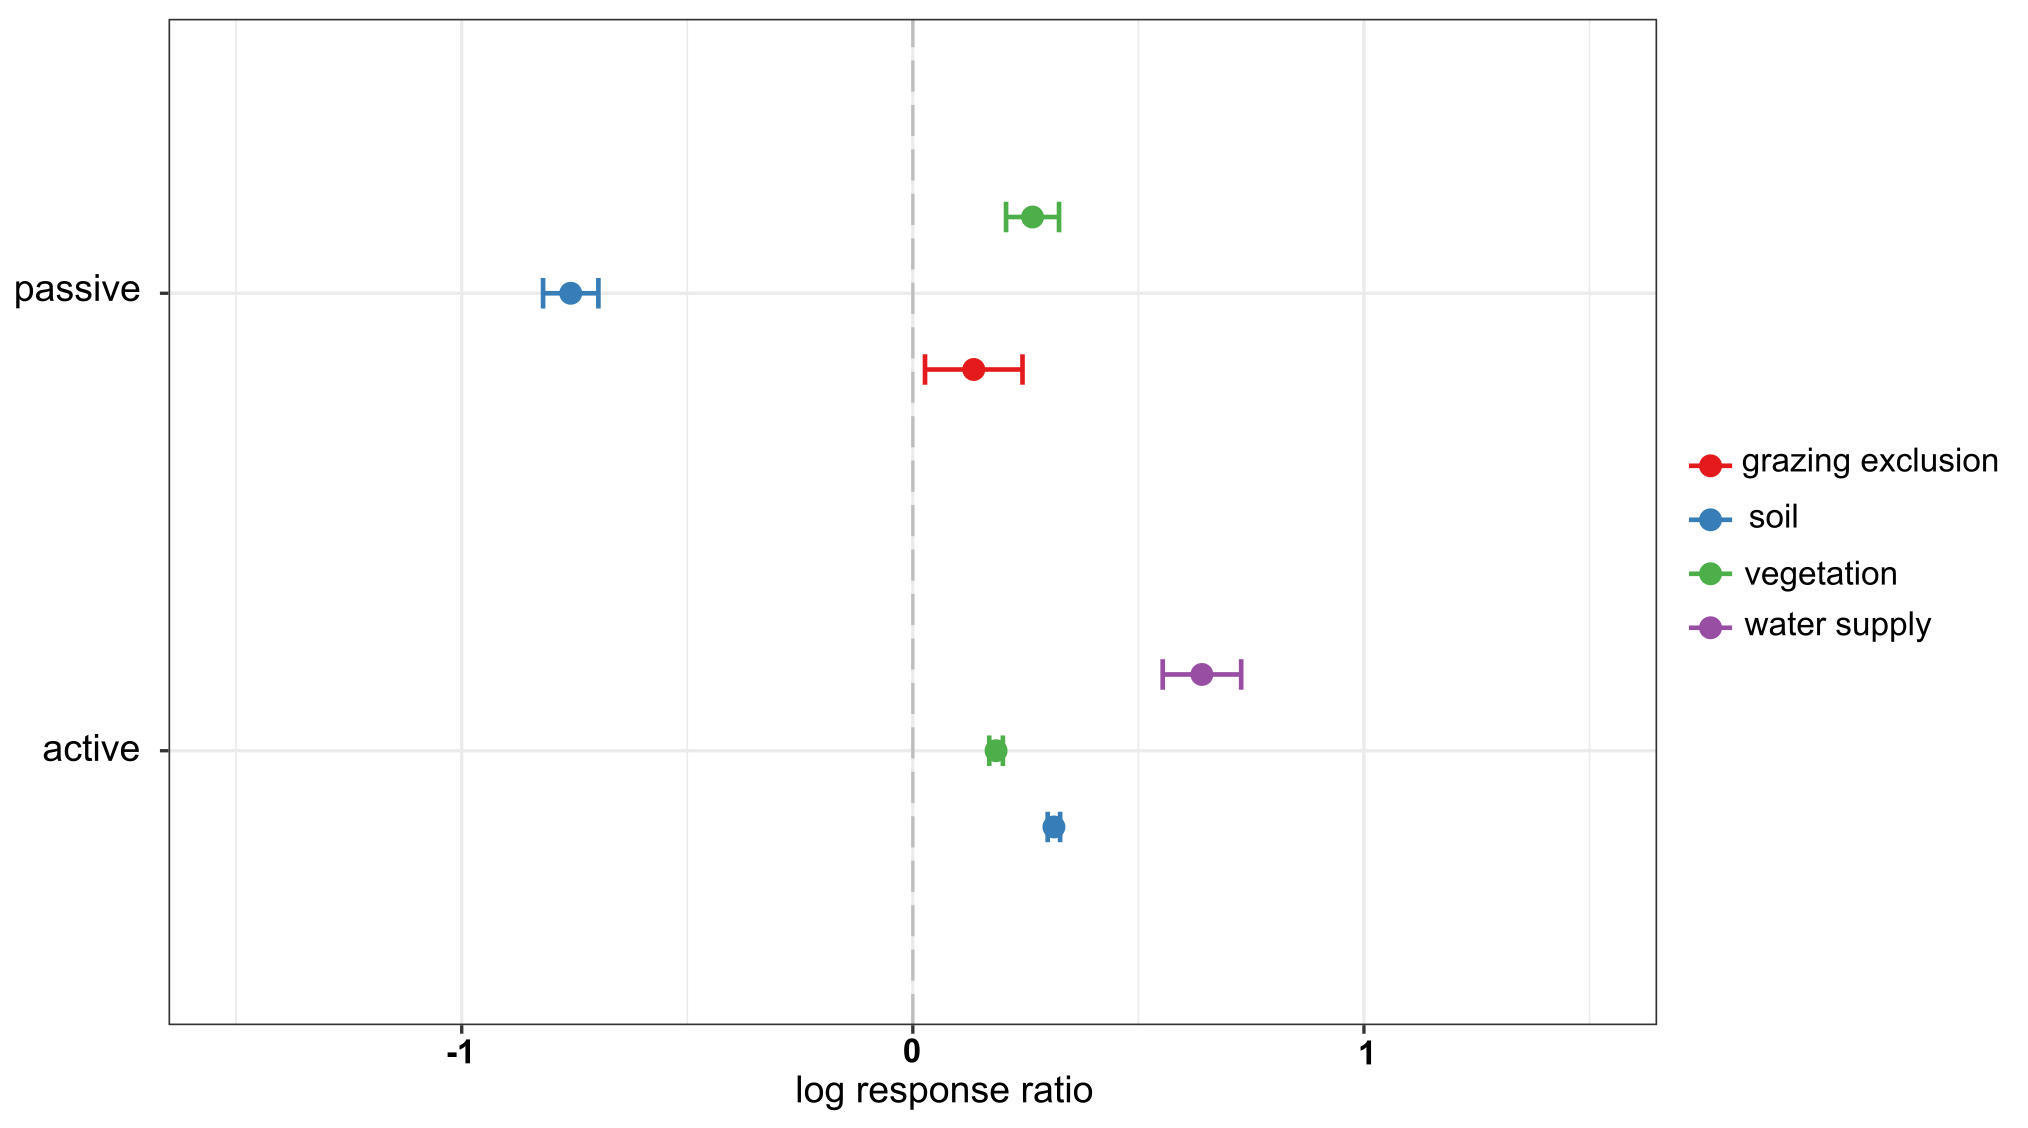 passive
active
-1
0
1
log response ratio
grazing exclusion
soil
vegetation
water supply